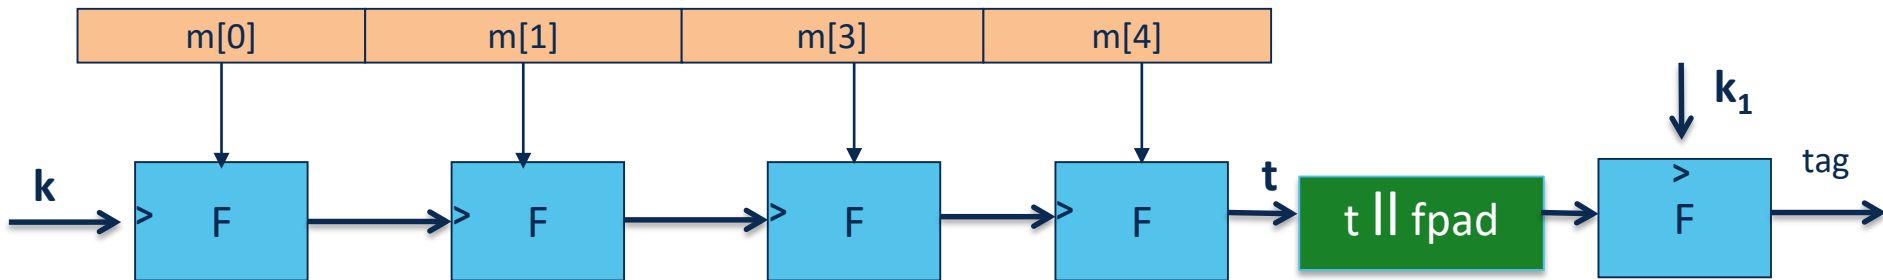 m[0] m[1] m[3] m[4]
k₁
k > F > F > F > F t t || fpad > F tag